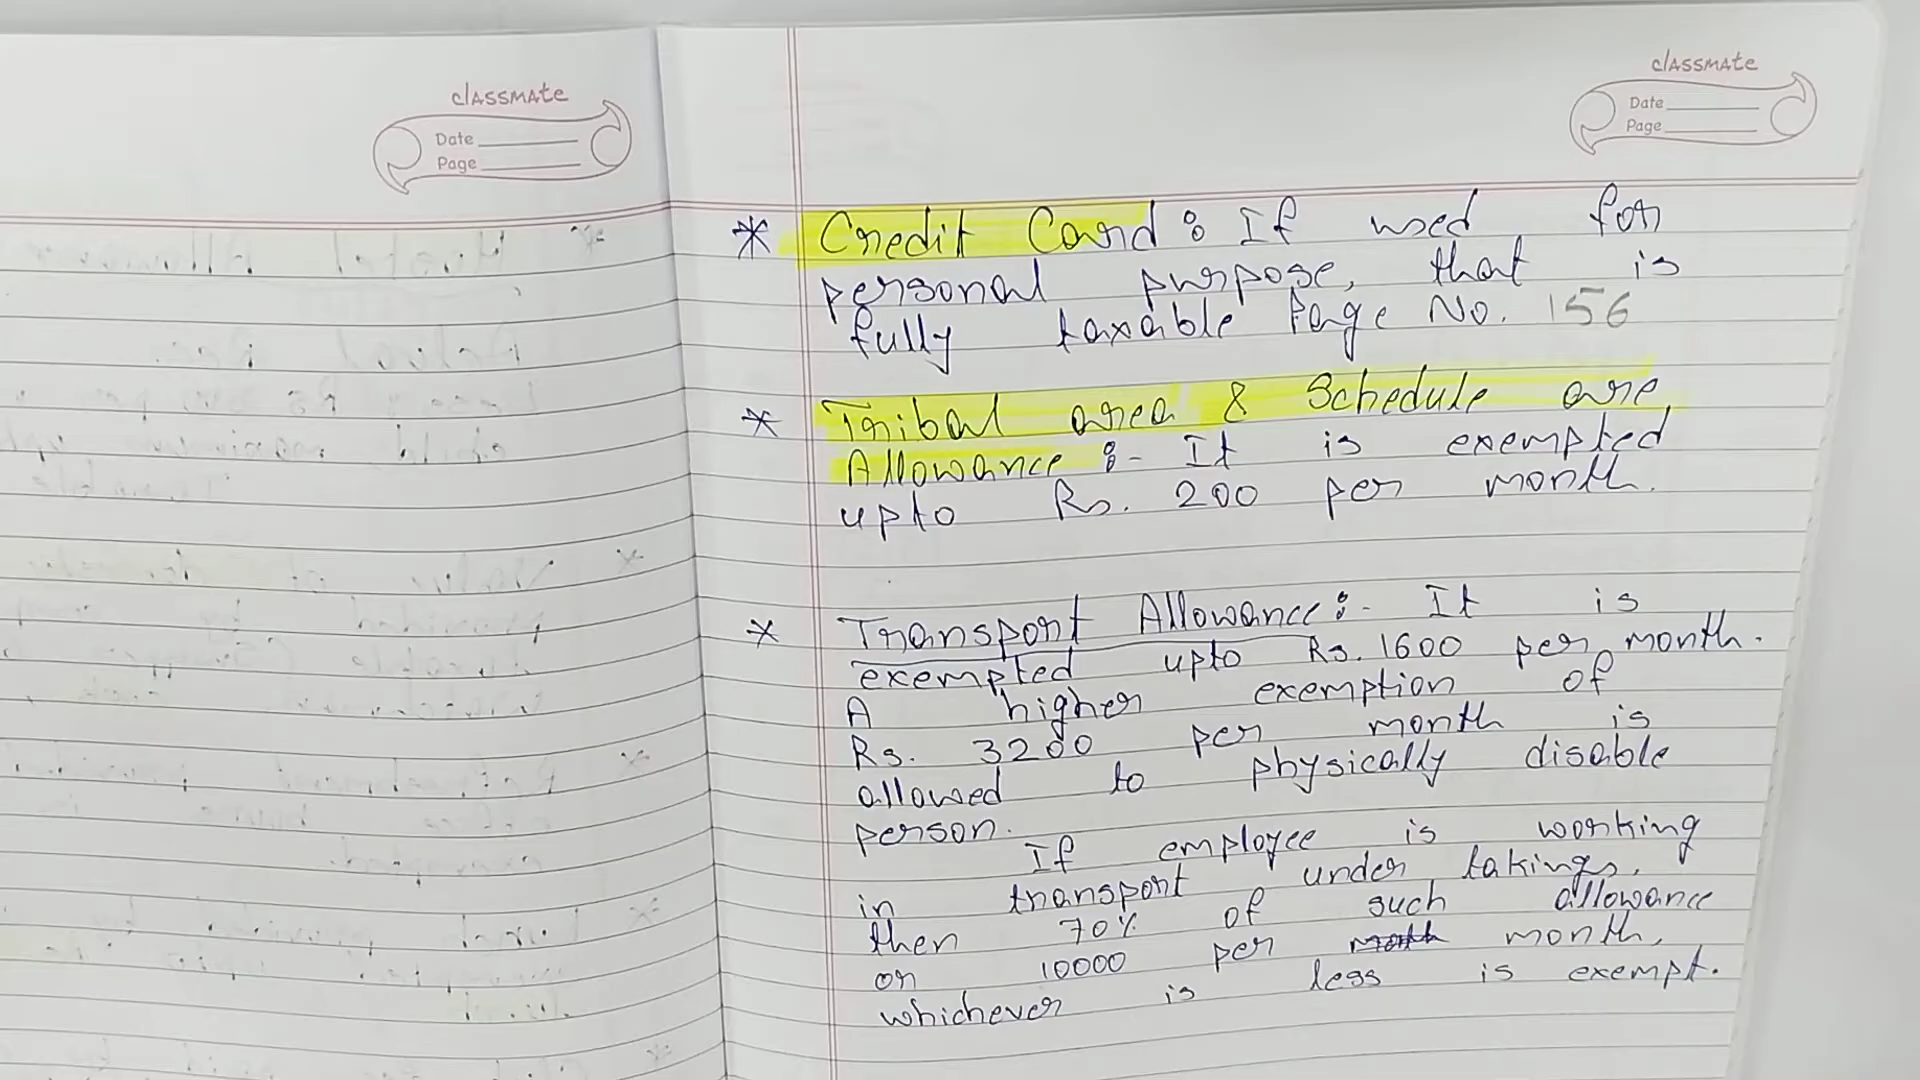 classmate
Date
Page
classmate
Date
Page
* Credit Card : If used for
personal purpose, that is
fully taxable Page No. 156
* Tribal area & Schedule are
Allowance :- It is exempted
upto Rs. 200 per month.
* Transport Allowance :- It is
exempted upto Rs. 1600 per month.
A higher exemption of
Rs. 3200 per month is
allowed to physically disable
person.
If employee is working
in transport under takings,
then 70% of such allowance
or 10000 per month month,
whichever is less is exempt.